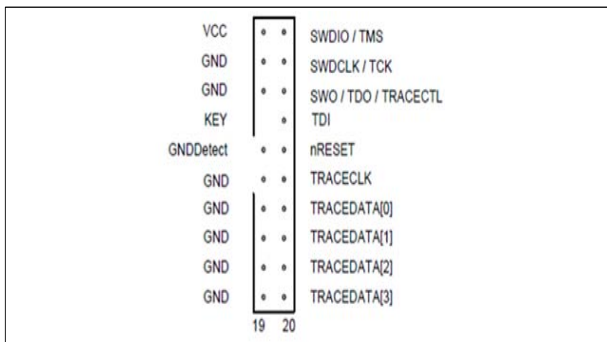 VCC SWDIO / TMS
GND SWDCLK / TCK
GND SWO / TDO / TRACECTL
KEY TDI
GNDDetect nRESET
GND TRACECLK
GND TRACEDATA[0]
GND TRACEDATA[1]
GND TRACEDATA[2]
GND TRACEDATA[3]
19 20